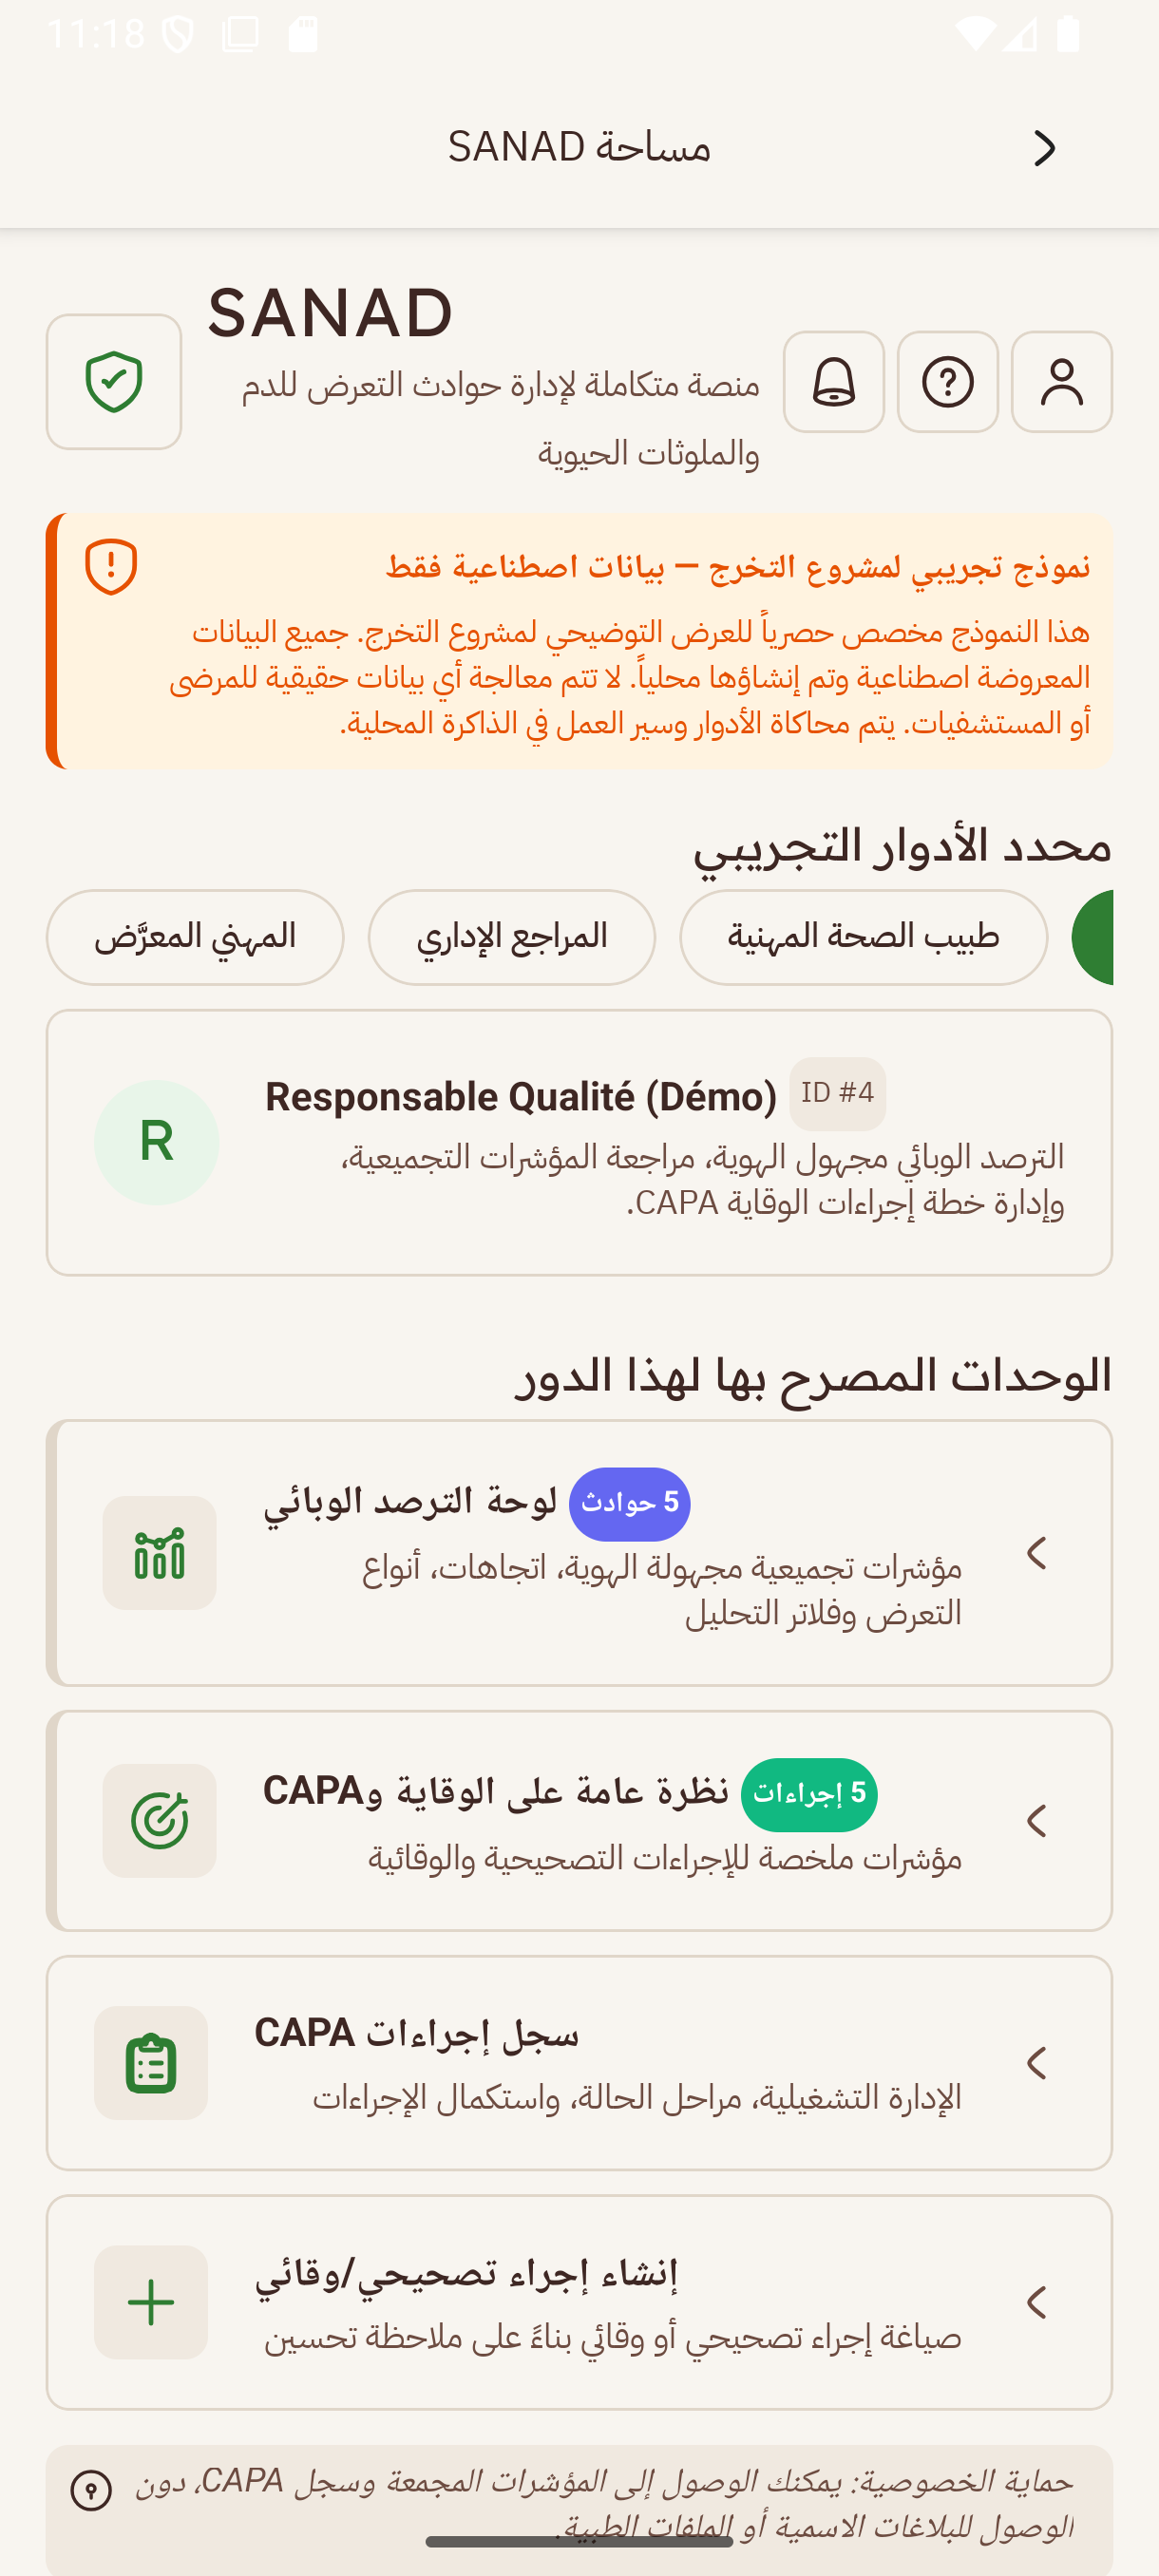 11:18
مساحة SANAD
SANAD
منصة متكاملة لإدارة حوادث التعرض للدم
والملوثات الحيوية
نموذج تجريبي لمشروع التخرج — بيانات اصطناعية فقط
هذا النموذج مخصص حصرياً للعرض التوضيحي لمشروع التخرج. جميع البيانات
المعروضة اصطناعية وتم إنشاؤها محلياً. لا تتم معالجة أي بيانات حقيقية للمرضى
أو المستشفيات. يتم محاكاة الأدوار وسير العمل في الذاكرة المحلية.
محدد الأدوار التجريبي
طبيب الصحة المهنية
المراجع الإداري
المهني المعرَّض
Responsable Qualité (Démo)
ID #4
R
الترصد الوبائي مجهول الهوية، مراجعة المؤشرات التجميعية،
وإدارة خطة إجراءات الوقاية CAPA.
الوحدات المصرح بها لهذا الدور
لوحة الترصد الوبائي
5 حوادث
مؤشرات تجميعية مجهولة الهوية، اتجاهات، أنواع
التعرض وفلاتر التحليل
نظرة عامة على الوقاية وCAPA
5 إجراءات
مؤشرات ملخصة للإجراءات التصحيحية والوقائية
سجل إجراءات CAPA
الإدارة التشغيلية، مراحل الحالة، واستكمال الإجراءات
إنشاء إجراء تصحيحي/وقائي
صياغة إجراء تصحيحي أو وقائي بناءً على ملاحظة تحسين
حماية الخصوصية: يمكنك الوصول إلى المؤشرات المجمعة وسجل CAPA، دون
الوصول للبلاغات الاسمية أو الملفات الطبية.